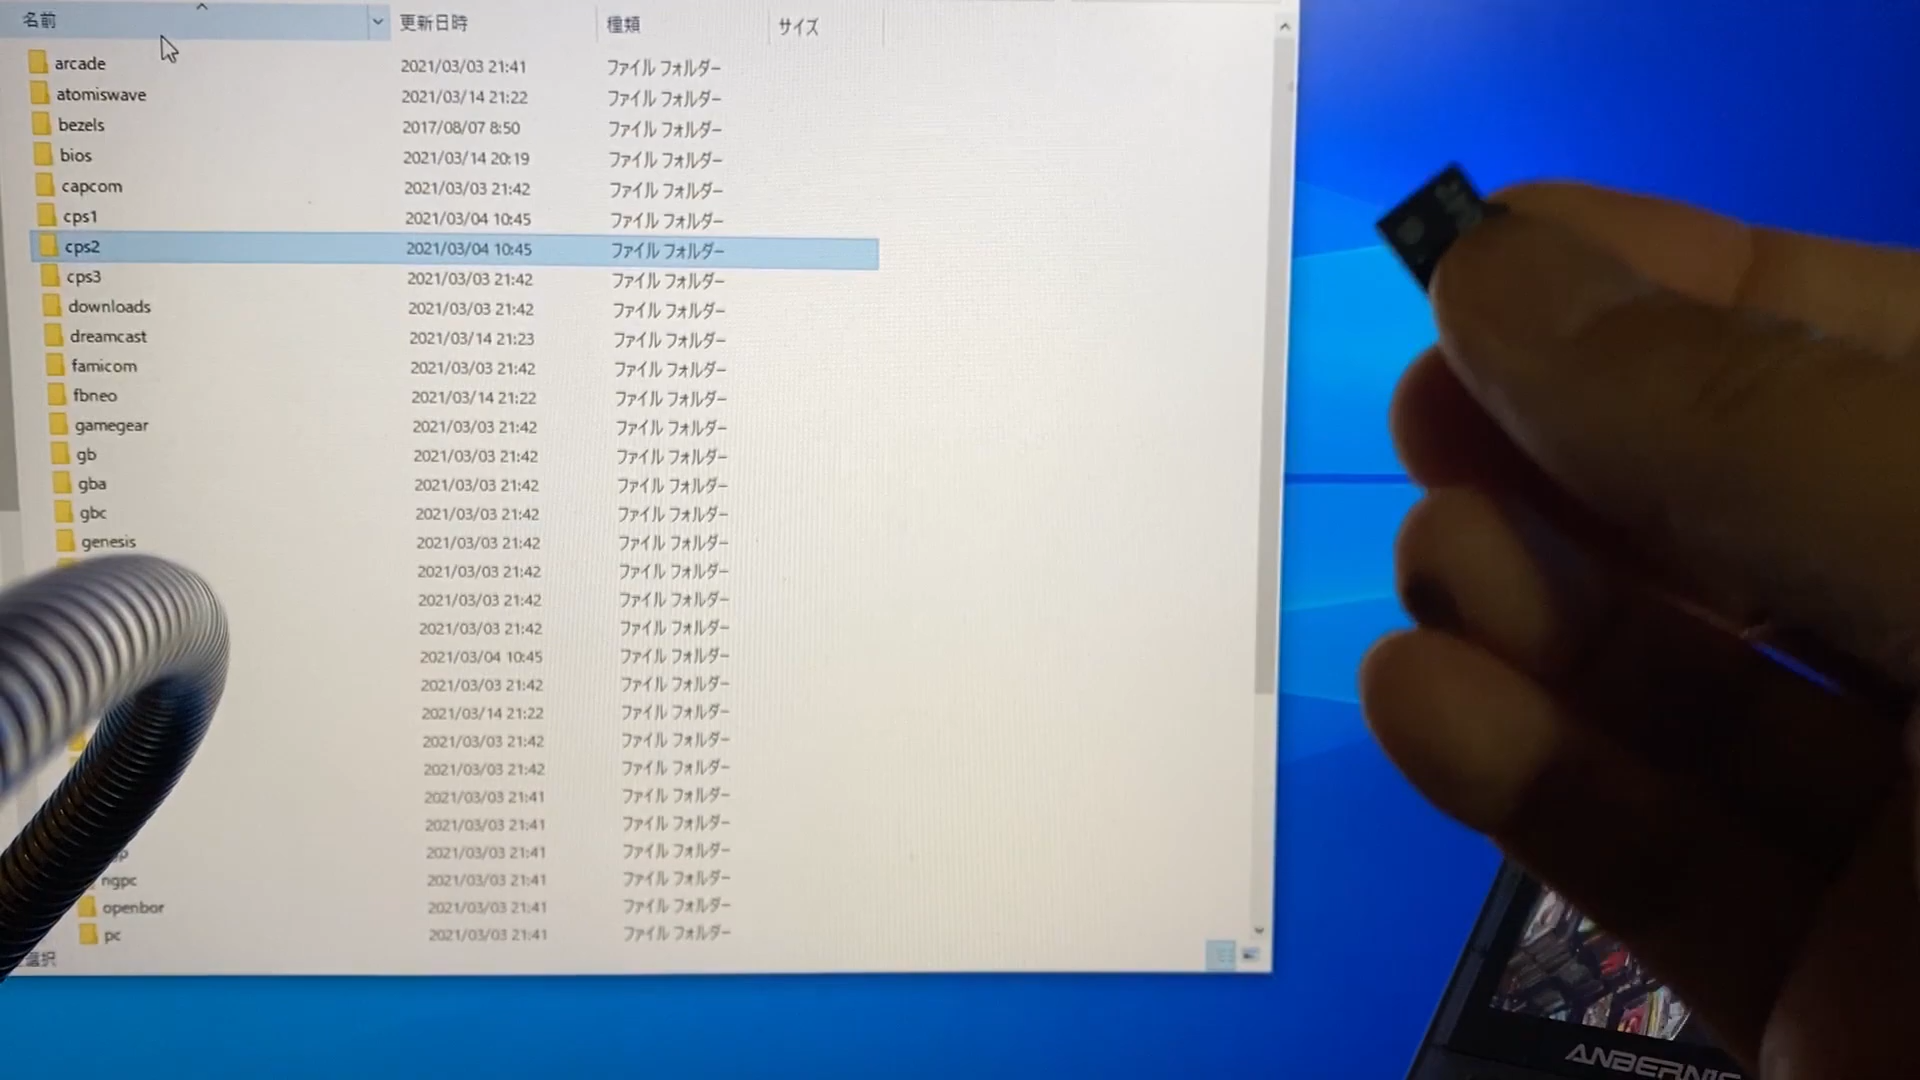 名前 更新日時 種類 サイズ
arcade 2021/03/03 21:41 ファイル フォルダー
atomiswave 2021/03/14 21:22 ファイル フォルダー
bezels 2017/08/07 8:50 ファイル フォルダー
bios 2021/03/14 20:19 ファイル フォルダー
capcom 2021/03/03 21:42 ファイル フォルダー
cps1 2021/03/04 10:45 ファイル フォルダー
cps2 2021/03/04 10:45 ファイル フォルダー
cps3 2021/03/03 21:42 ファイル フォルダー
downloads 2021/03/03 21:42 ファイル フォルダー
dreamcast 2021/03/14 21:23 ファイル フォルダー
famicom 2021/03/03 21:42 ファイル フォルダー
fbneo 2021/03/14 21:22 ファイル フォルダー
gamegear 2021/03/03 21:42 ファイル フォルダー
gb 2021/03/03 21:42 ファイル フォルダー
gba 2021/03/03 21:42 ファイル フォルダー
gbc 2021/03/03 21:42 ファイル フォルダー
genesis 2021/03/03 21:42 ファイル フォルダー
2021/03/03 21:42 ファイル フォルダー
2021/03/03 21:42 ファイル フォルダー
2021/03/03 21:42 ファイル フォルダー
2021/03/04 10:45 ファイル フォルダー
2021/03/03 21:42 ファイル フォルダー
2021/03/14 21:22 ファイル フォルダー
2021/03/03 21:42 ファイル フォルダー
2021/03/03 21:42 ファイル フォルダー
2021/03/03 21:41 ファイル フォルダー
2021/03/03 21:41 ファイル フォルダー
2021/03/03 21:41 ファイル フォルダー
ngpc 2021/03/03 21:41 ファイル フォルダー
openbor 2021/03/03 21:41 ファイル フォルダー
pc 2021/03/03 21:41 ファイル フォルダー
選択
ANBERNIC